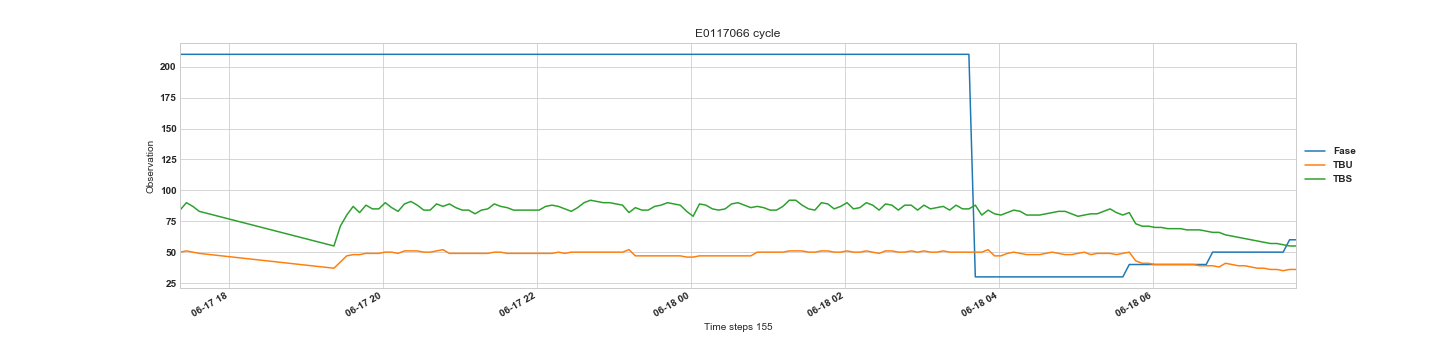 E0117066 cycle
Observation
200
175
150
125
100
75
50
25
06-17 18
06-17 20
06-17 22
06-18 00
06-18 02
06-18 04
06-18 06
Time steps 155
Fase
TBU
TBS